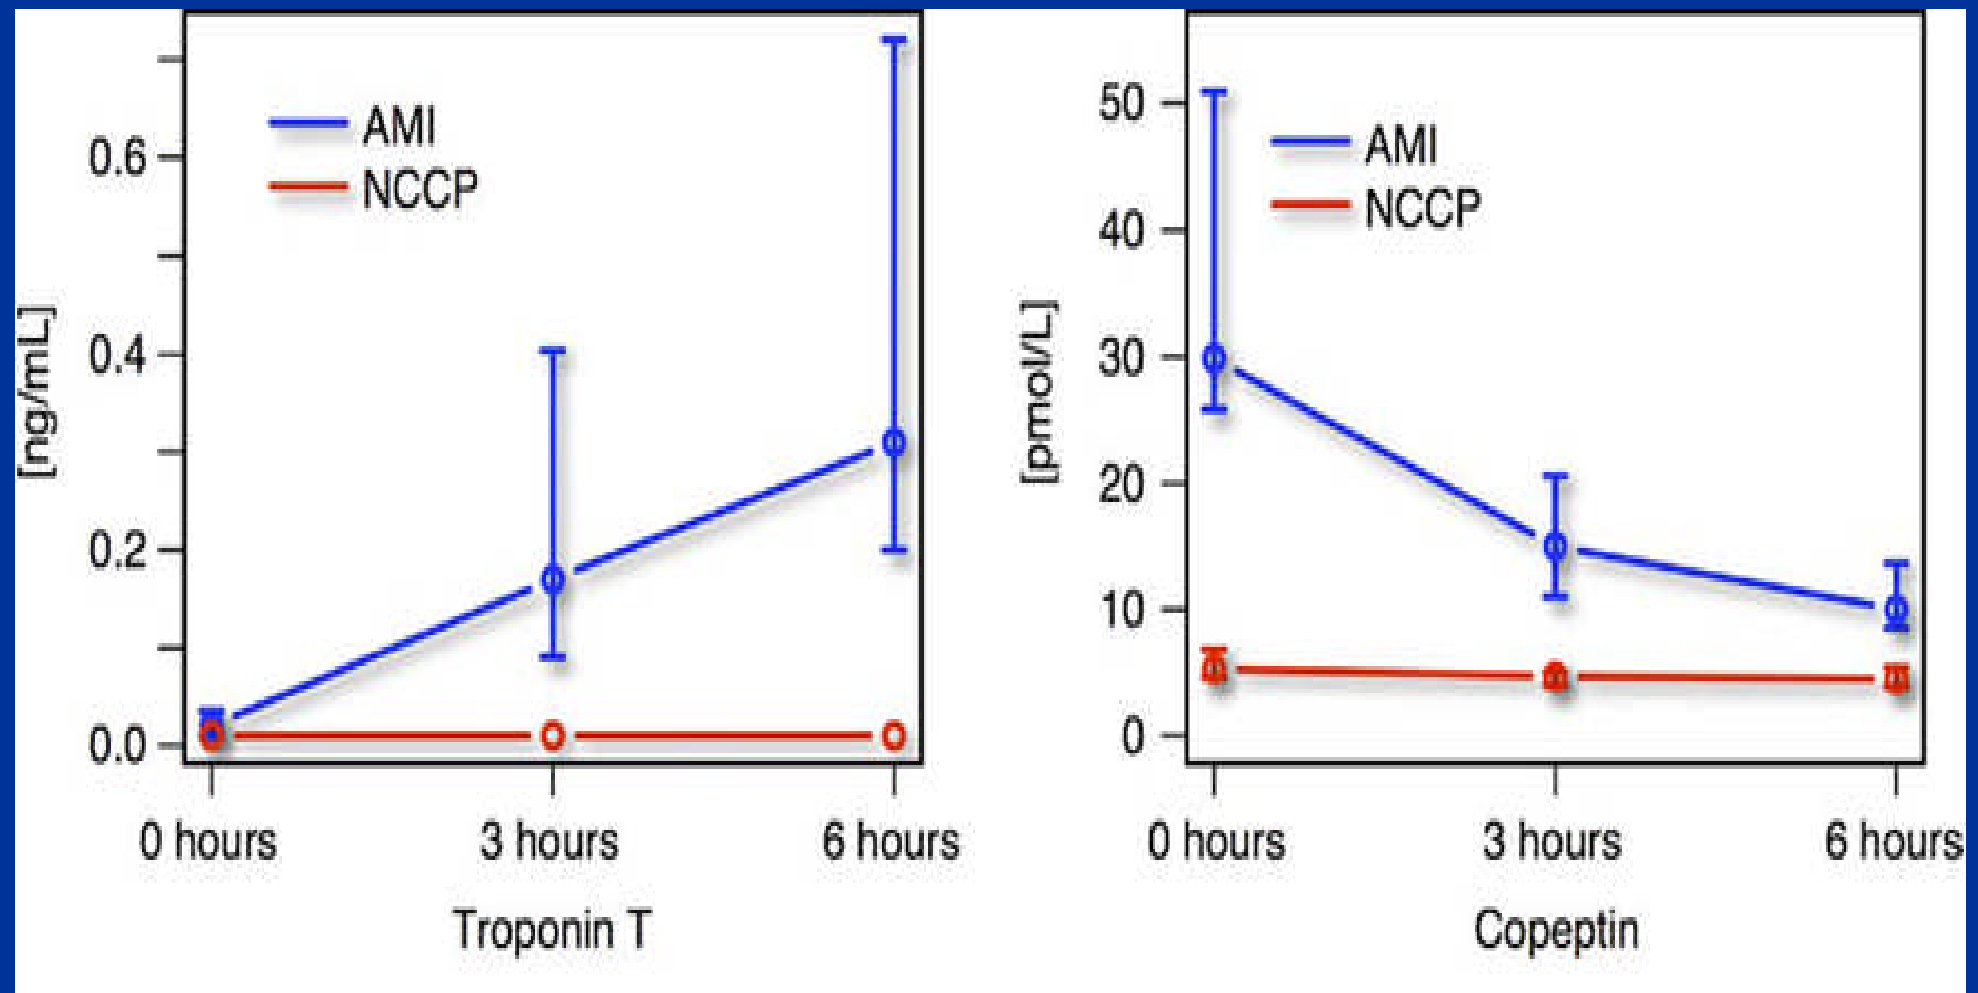 AMI
NCCP
0.6
0.4
0.2
0.0
[ng/mL]
0 hours
3 hours
6 hours
Troponin T
AMI
NCCP
50
40
30
20
10
0
[pmol/L]
0 hours
3 hours
6 hours
Copeptin